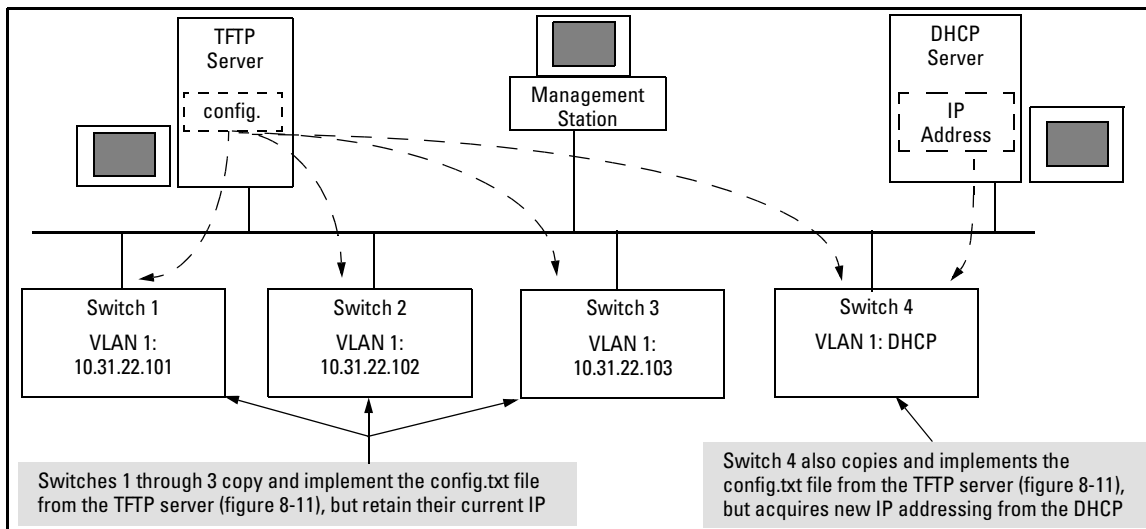 TFTP
Server
config.
Management
Station
DHCP
Server
IP
Address
Switch 1
VLAN 1:
10.31.22.101
Switch 2
VLAN 1:
10.31.22.102
Switch 3
VLAN 1:
10.31.22.103
Switch 4
VLAN 1: DHCP
Switches 1 through 3 copy and implement the config.txt file
from the TFTP server (figure 8-11), but retain their current IP
Switch 4 also copies and implements the
config.txt file from the TFTP server (figure 8-11),
but acquires new IP addressing from the DHCP